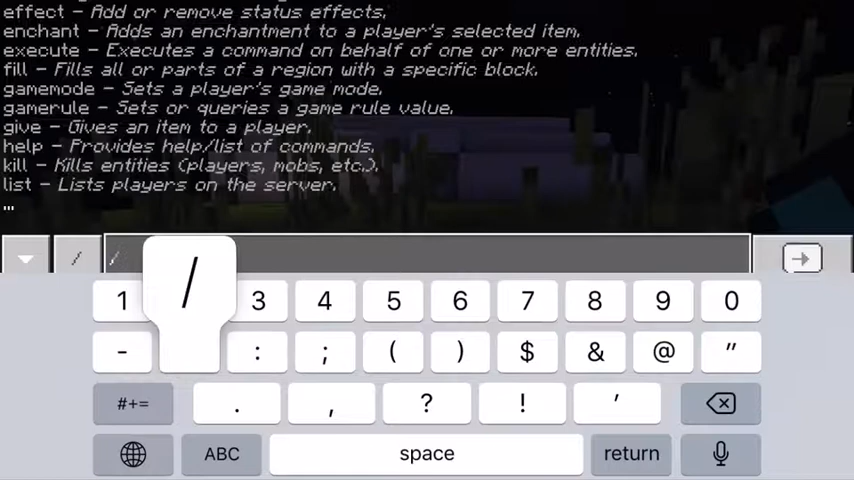 effect – Add or remove status effects.
enchant – Adds an enchantment to a player's selected item.
execute – Executes a command on behalf of one or more entities.
fill – Fills all or parts of a region with a specific block.
gamemode – Sets a player's game mode.
gamerule – Sets or queries a game rule value.
give – Gives an item to a player.
help – Provides help/list of commands.
kill – Kills entities (players, mobs, etc.).
list – Lists players on the server.
...
/ /
1 / 3 4 5 6 7 8 9 0
- : ; ( ) $ & @ "
#+= . , ? ! '
ABC space return